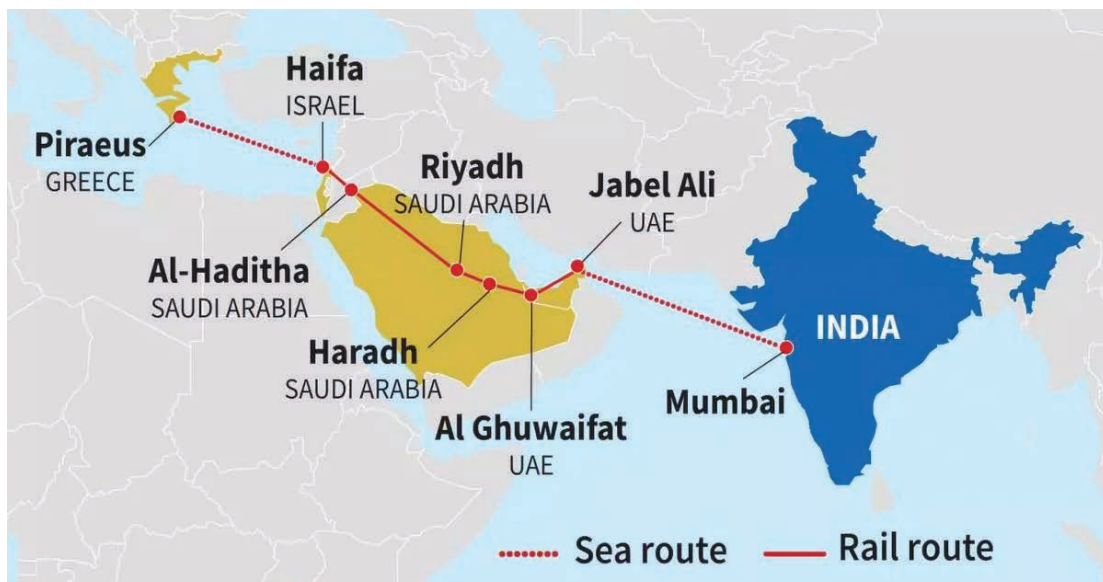 Haifa
ISRAEL
Piraeus
GREECE
Riyadh
SAUDI ARABIA
Jabel Ali
UAE
Al-Haditha
SAUDI ARABIA
Haradh
SAUDI ARABIA
Al Ghuwaifat
UAE
INDIA
Mumbai
Sea route
Rail route